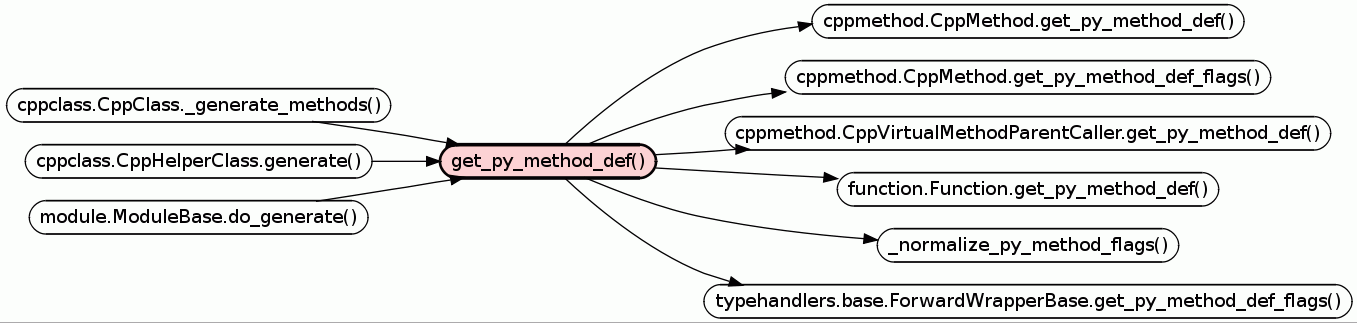 cppmethod.CppMethod.get_py_method_def()
cppmethod.CppMethod.get_py_method_def_flags()
cppclass.CppClass._generate_methods()
cppmethod.CppVirtualMethodParentCaller.get_py_method_def()
cppclass.CppHelperClass.generate()
get_py_method_def()
function.Function.get_py_method_def()
module.ModuleBase.do_generate()
_normalize_py_method_flags()
typehandlers.base.ForwardWrapperBase.get_py_method_def_flags()